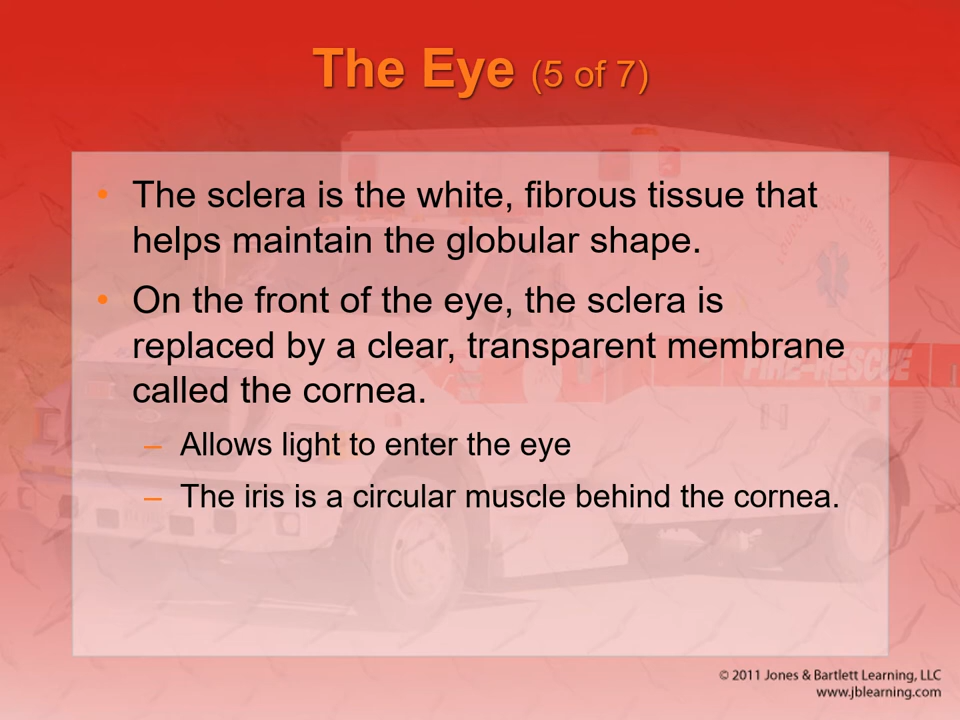 The Eye (5 of 7)
• The sclera is the white, fibrous tissue that
helps maintain the globular shape.
• On the front of the eye, the sclera is
replaced by a clear, transparent membrane
called the cornea.
– Allows light to enter the eye
– The iris is a circular muscle behind the cornea.
FIRE-RESCUE
© 2011 Jones & Bartlett Learning, LLC
www.jblearning.com